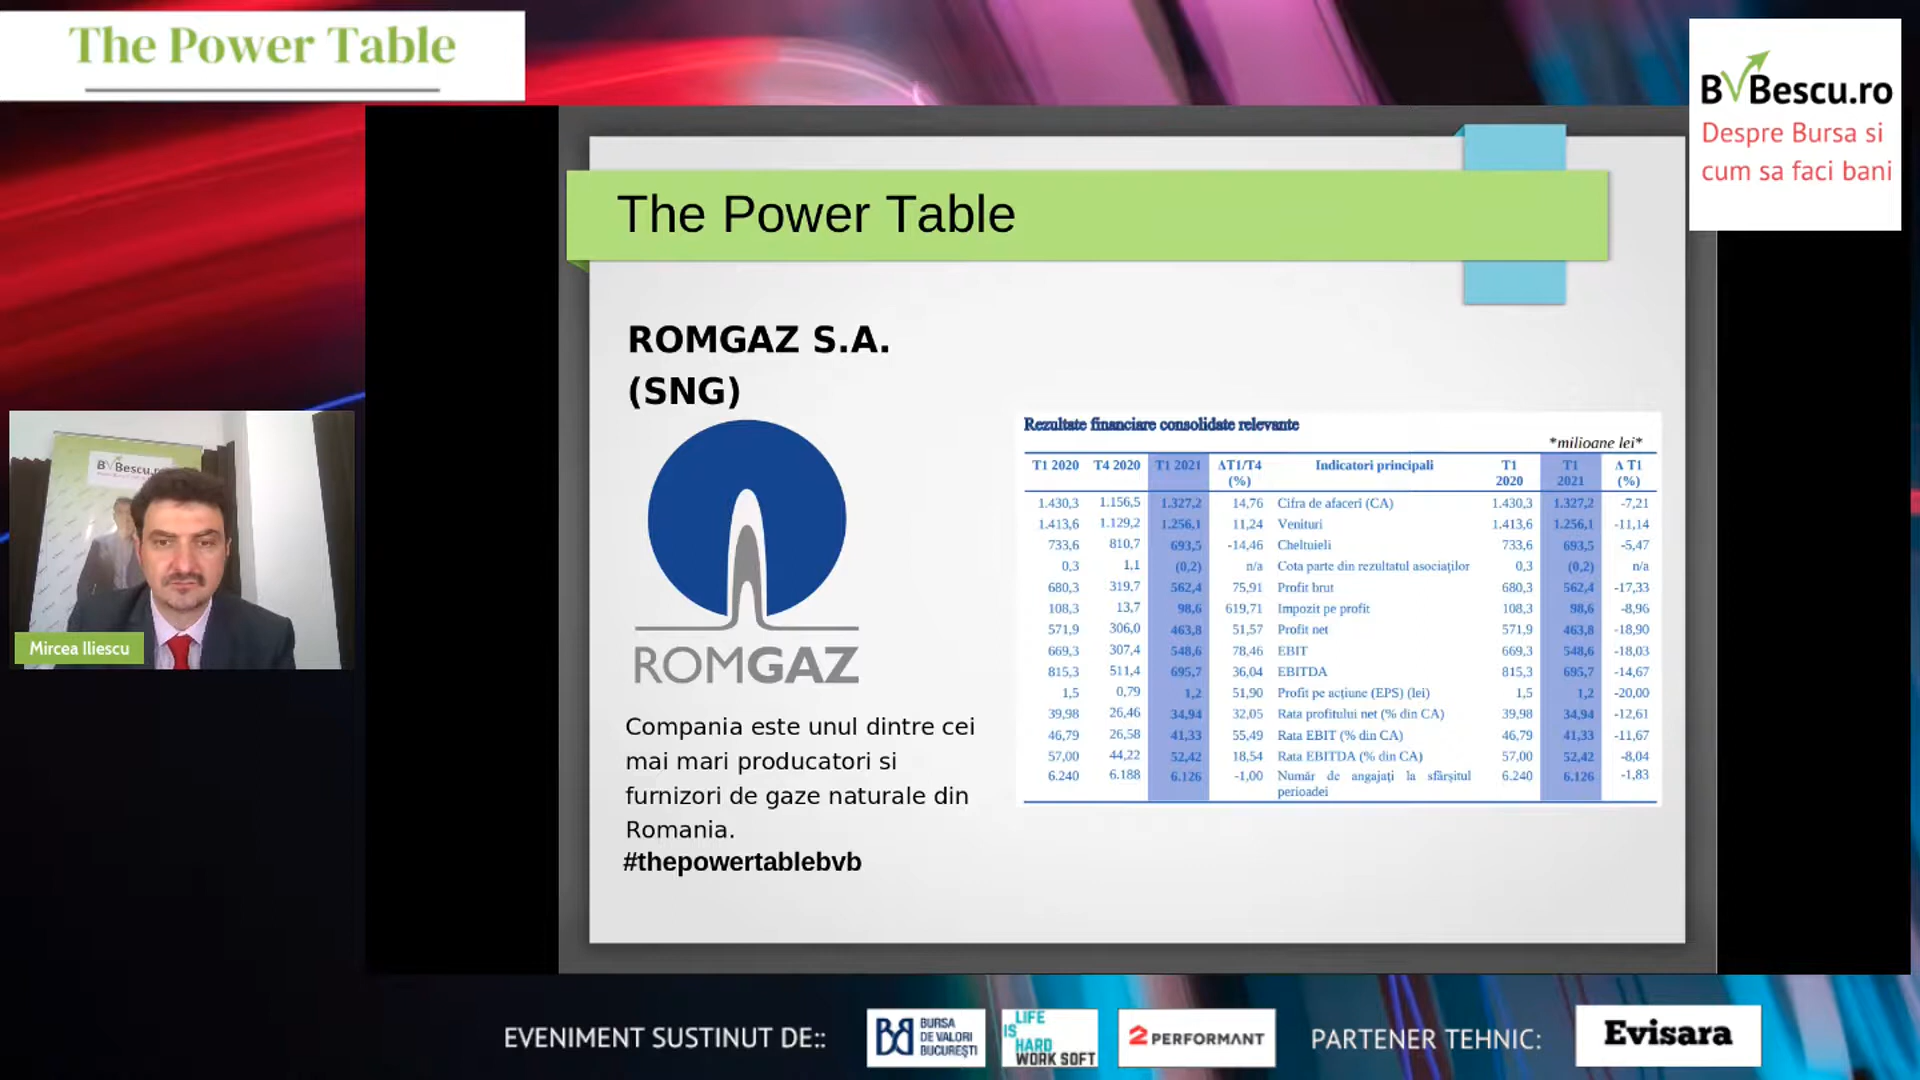 The Power Table
BVBescu.ro
Despre Bursa si
cum sa faci bani
The Power Table
ROMGAZ S.A.
(SNG)
ROMGAZ
Compania este unul dintre cei
mai mari producatori si
furnizori de gaze naturale din
Romania.
#thepowertablebvb
Rezultate financiare consolidate relevante
*milioane lei*
T1 2020 T4 2020 T1 2021 ΔT1/T4 (%) Indicatori principali T1 2020 T1 2021 Δ T1 (%)
1.430,3 1.156,5 1.327,2 14,76 Cifra de afaceri (CA) 1.430,3 1.327,2 -7,21
1.413,6 1.129,2 1.256,1 11,24 Venituri 1.413,6 1.256,1 -11,14
733,6 810,7 693,5 -14,46 Cheltuieli 733,6 693,5 -5,47
0,3 1,1 (0,2) n/a Cota parte din rezultatul asociaților 0,3 (0,2) n/a
680,3 319,7 562,4 75,91 Profit brut 680,3 562,4 -17,33
108,3 13,7 98,6 619,71 Impozit pe profit 108,3 98,6 -8,96
571,9 306,0 463,8 51,57 Profit net 571,9 463,8 -18,90
669,3 307,4 548,6 78,46 EBIT 669,3 548,6 -18,03
815,3 511,4 695,7 36,04 EBITDA 815,3 695,7 -14,67
1,5 0,79 1,2 51,90 Profit pe acțiune (EPS) (lei) 1,5 1,2 -20,00
39,98 26,46 34,94 32,05 Rata profitului net (% din CA) 39,98 34,94 -12,61
46,79 26,58 41,33 55,49 Rata EBIT (% din CA) 46,79 41,33 -11,67
57,00 44,22 52,42 18,54 Rata EBITDA (% din CA) 57,00 52,42 -8,04
6.240 6.188 6.126 -1,00 Număr de angajați la sfârșitul 6.240 6.126 -1,83
perioadei
BVBescu.ro
Mircea Iliescu
EVENIMENT SUSTINUT DE::
BURSA
DE VALORI
BUCUREȘTI
LIFE
IS
HARD
WORK SOFT
2PERFORMANT
PARTENER TEHNIC:
Evisara